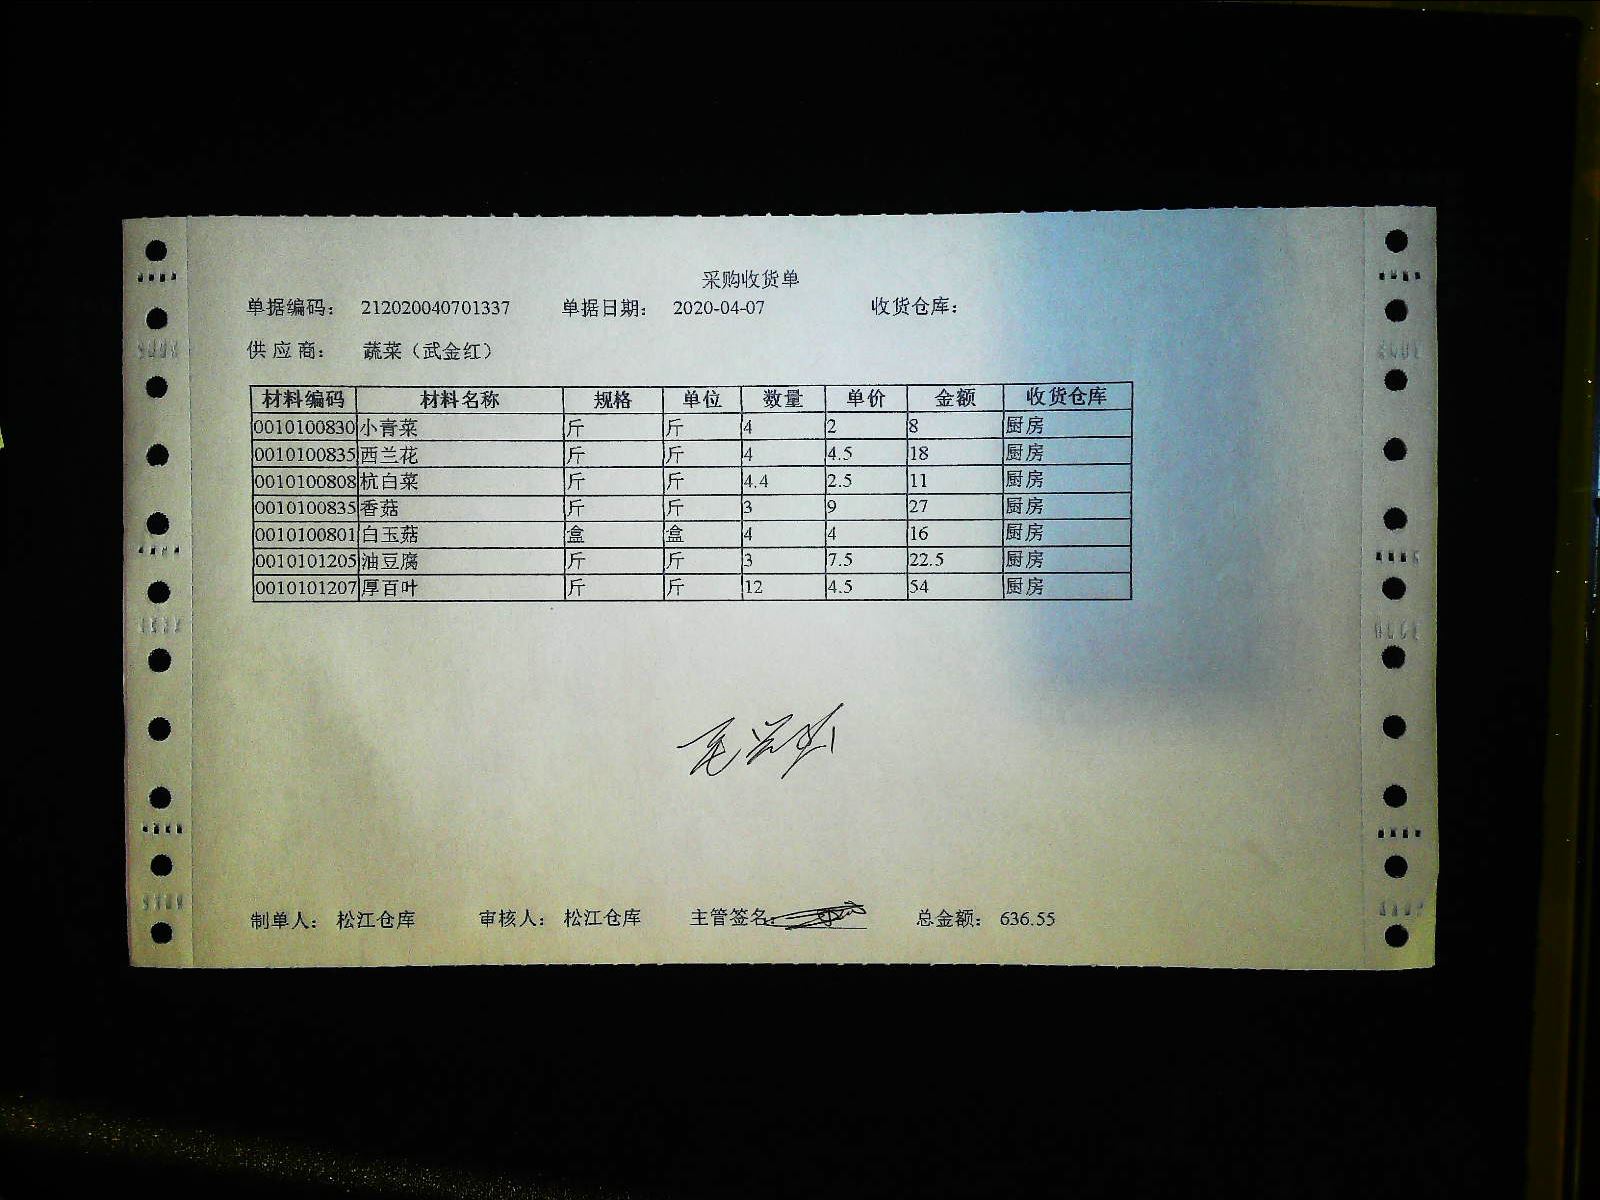 采购收货单
单据编码： 212020040701337 单据日期： 2020-04-07 收货仓库：
供 应 商： 蔬菜（武金红）
材料编码 材料名称 规格 单位 数量 单价 金额 收货仓库
0010100830 小青菜 斤 斤 4 2 8 厨房
0010100835 西兰花 斤 斤 4 4.5 18 厨房
0010100808 杭白菜 斤 斤 4.4 2.5 11 厨房
0010100835 香菇 斤 斤 3 9 27 厨房
0010100801 白玉菇 盒 盒 4 4 16 厨房
0010101205 油豆腐 斤 斤 3 7.5 22.5 厨房
0010101207 厚百叶 斤 斤 12 4.5 54 厨房
制单人： 松江仓库 审核人： 松江仓库 主管签名： 总金额： 636.55